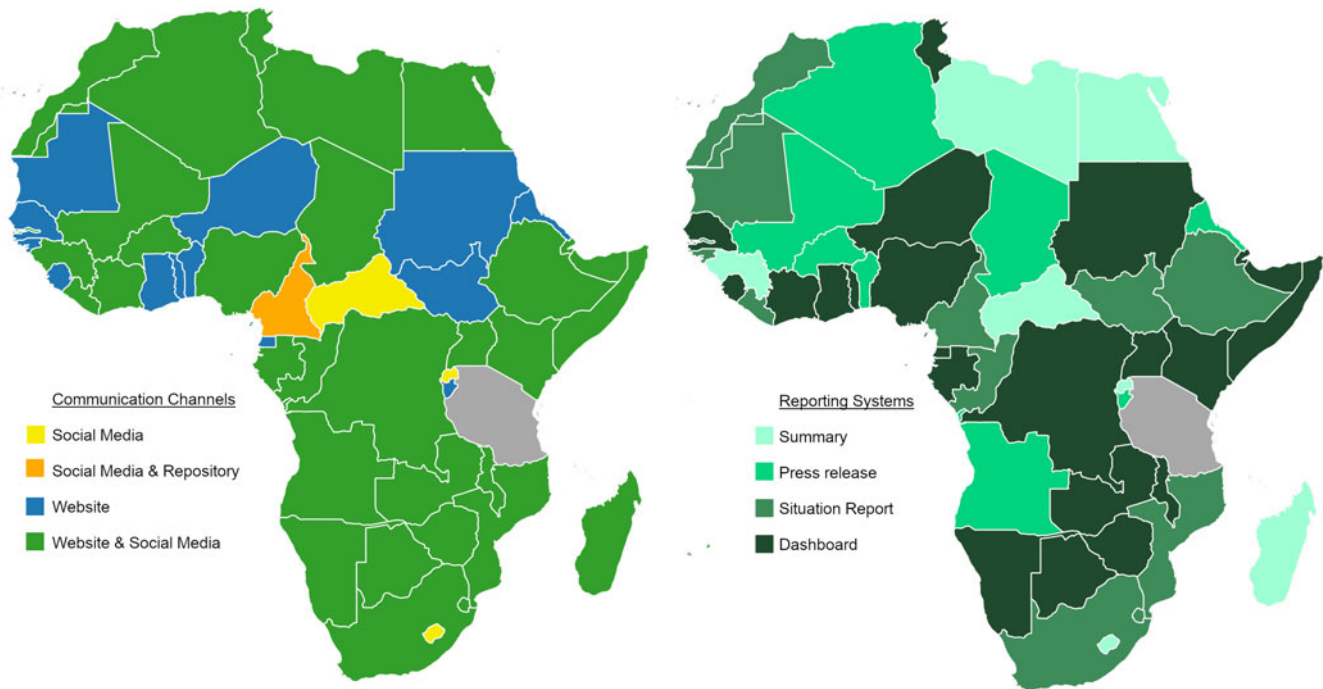 Communication Channels
Social Media
Social Media & Repository
Website
Website & Social Media
Reporting Systems
Summary
Press release
Situation Report
Dashboard